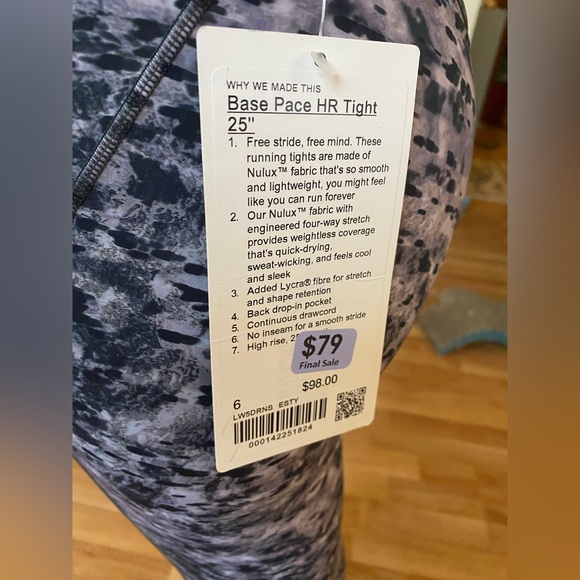 WHY WE MADE THIS
Base Pace HR Tight
25"
1. Free stride, free mind. These
running tights are made of
Nulux™ fabric that's so smooth
and lightweight, you might feel
like you can run forever
2. Our Nulux™ fabric with
engineered four-way stretch
provides weightless coverage
that's quick-drying,
sweat-wicking, and feels cool
and sleek
3. Added Lycra® fibre for stretch
and shape retention
4. Back drop-in pocket
5. Continuous drawcord
6. No inseam for a smooth stride
7. High rise,
$79
Final Sale
$98.00
6
LW5DRNS ESTY
000142251824